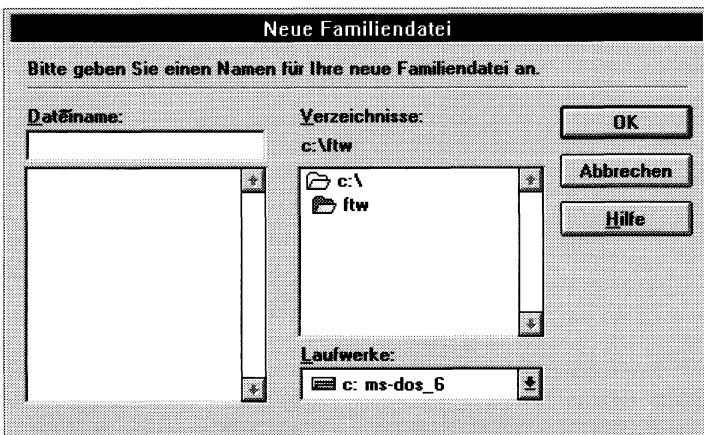 Neue Familiendatei
Bitte geben Sie einen Namen für Ihre neue Familiendatei an.
Dateiname:
Verzeichnisse:
c:\ftw
c:\
ftw
Laufwerke:
c: ms-dos_6
OK
Abbrechen
Hilfe